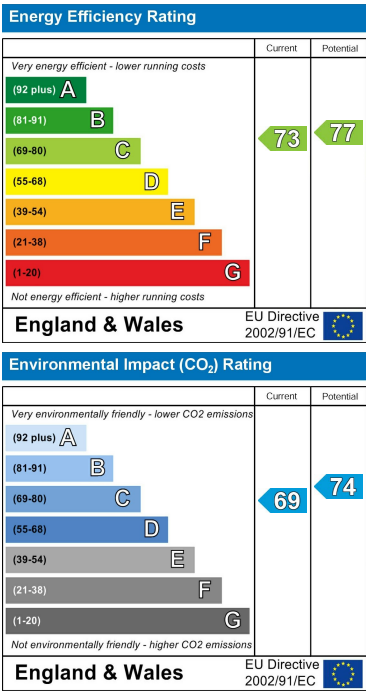 Energy Efficiency Rating
Current Potential
Very energy efficient - lower running costs
(92 plus) A
(81-91) B
(69-80) C
(55-68) D
(39-54) E
(21-38) F
(1-20) G
73 77
Not energy efficient - higher running costs
England & Wales
EU Directive
2002/91/EC
Environmental Impact (CO₂) Rating
Current Potential
Very environmentally friendly - lower CO2 emissions
(92 plus) A
(81-91) B
(69-80) C
(55-68) D
(39-54) E
(21-38) F
(1-20) G
69 74
Not environmentally friendly - higher CO2 emissions
England & Wales
EU Directive
2002/91/EC